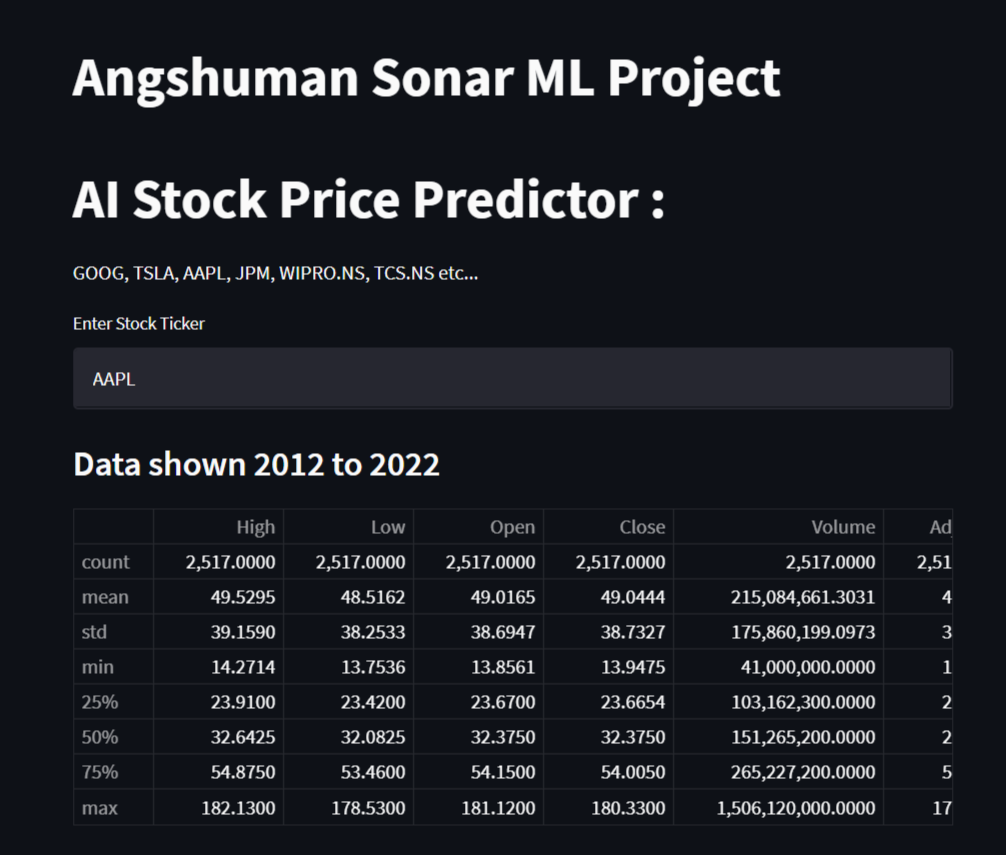 Angshuman Sonar ML Project
AI Stock Price Predictor :
GOOG, TSLA, AAPL, JPM, WIPRO.NS, TCS.NS etc...
Enter Stock Ticker
AAPL
Data shown 2012 to 2022
High Low Open Close Volume Ad
count 2,517.0000 2,517.0000 2,517.0000 2,517.0000 2,517.0000 2,51
mean 49.5295 48.5162 49.0165 49.0444 215,084,661.3031 4
std 39.1590 38.2533 38.6947 38.7327 175,860,199.0973 3
min 14.2714 13.7536 13.8561 13.9475 41,000,000.0000 1
25% 23.9100 23.4200 23.6700 23.6654 103,162,300.0000 2
50% 32.6425 32.0825 32.3750 32.3750 151,265,200.0000 2
75% 54.8750 53.4600 54.1500 54.0050 265,227,200.0000 5
max 182.1300 178.5300 181.1200 180.3300 1,506,120,000.0000 17